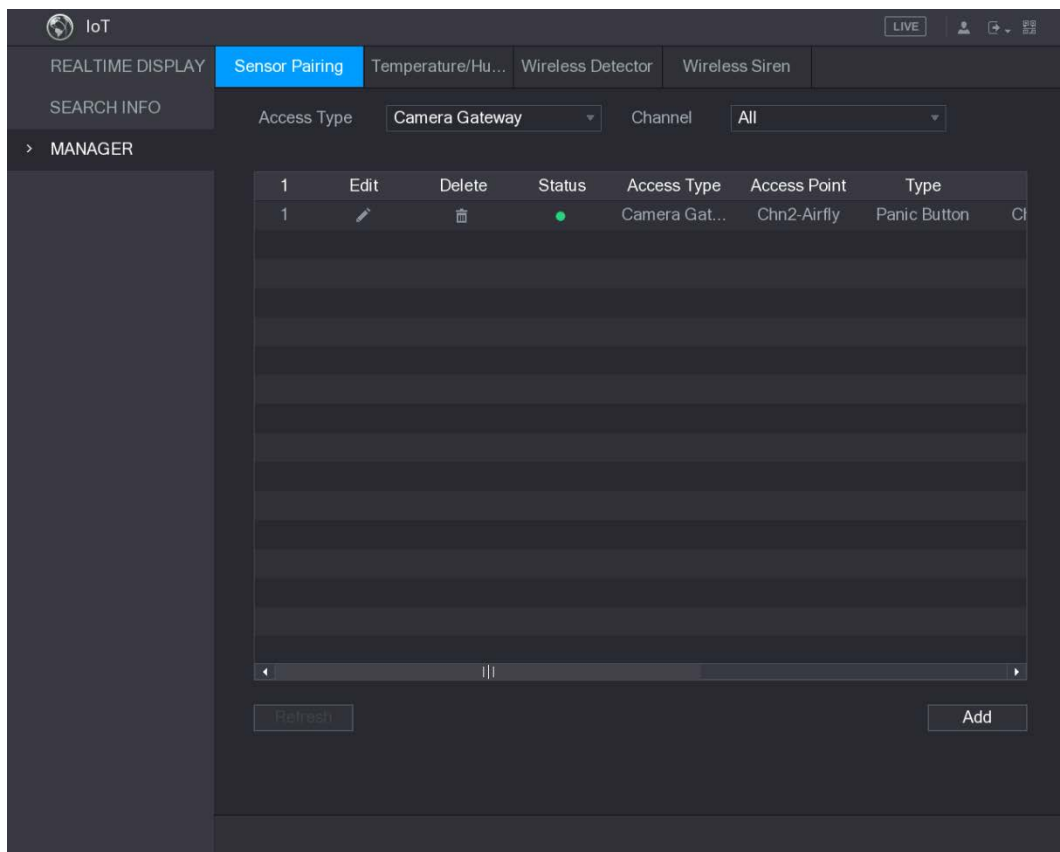 IoT LIVE
REALTIME DISPLAY
SEARCH INFO
MANAGER
Sensor Pairing Temperature/Hu... Wireless Detector Wireless Siren
Access Type Camera Gateway Channel All
1 Edit Delete Status Access Type Access Point Type
1 Camera Gat... Chn2-Airfly Panic Button Ch
Refresh Add